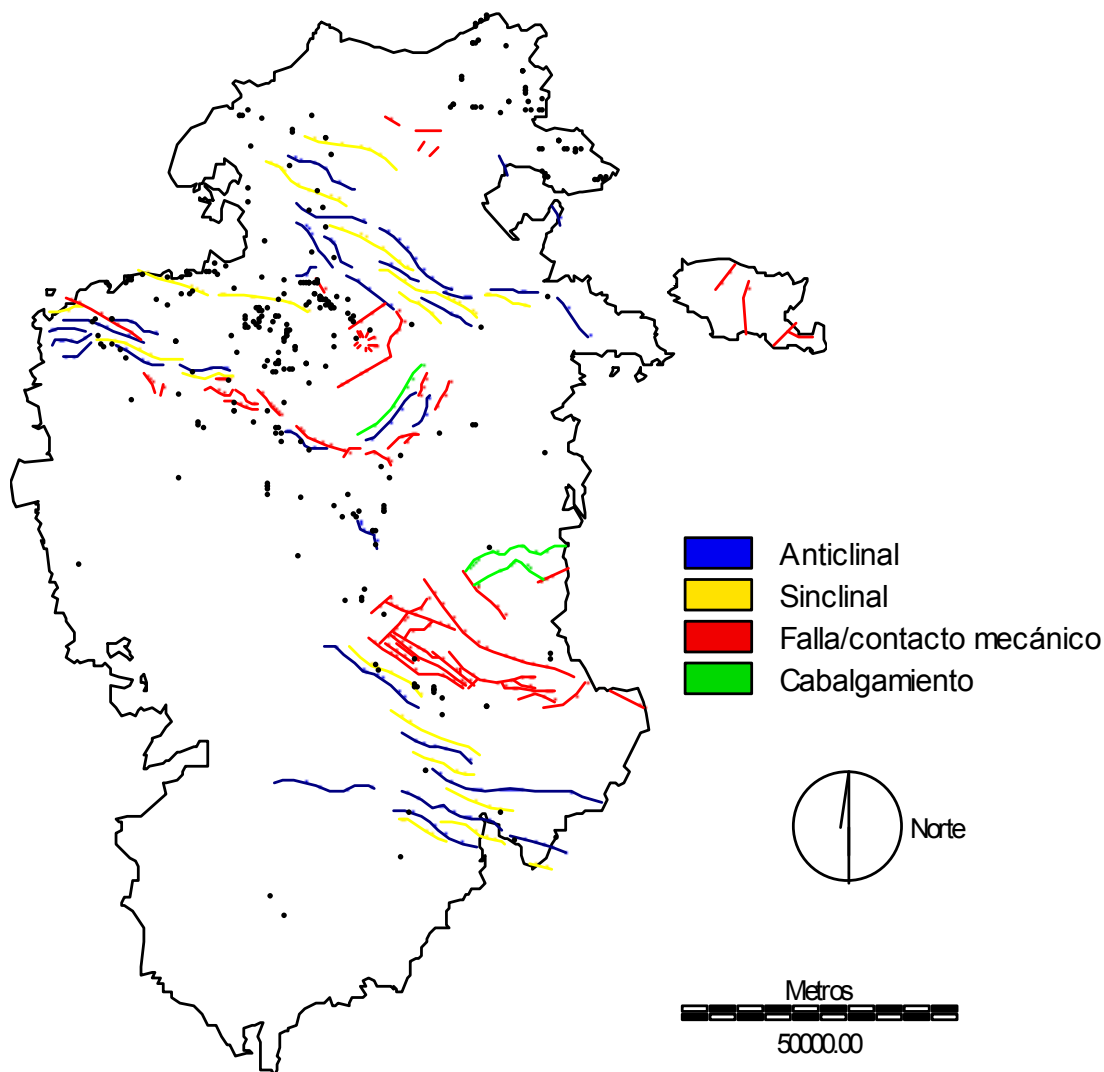 Anticlinal
Sinclinal
Falla/contacto mecánico
Cabalgamiento
Norte
Metros
50000.00